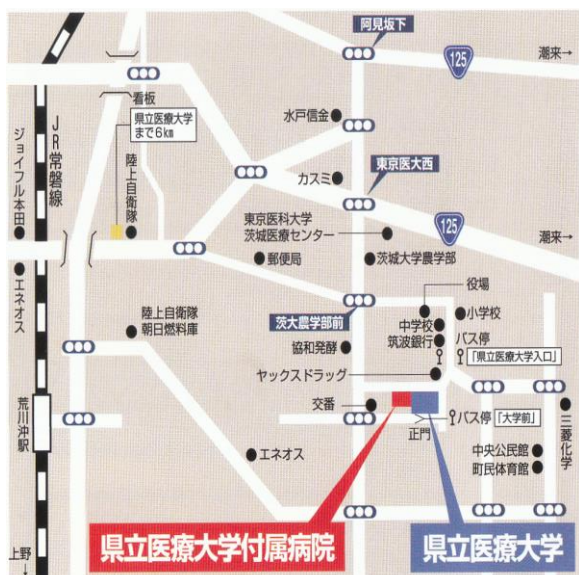 阿見坂下
125
潮来→
看板
県立医療大学
まで6km
水戸信金
JR常磐線
ジョイフル本田
陸上自衛隊
カスミ
東京医大西
東京医科大学
茨城医療センター
125
潮来→
郵便局
茨城大学農学部
エネオス
役場
陸上自衛隊
朝日燃料庫
茨大農学部前
中学校
小学校
筑波銀行
バス停
「県立医療大学入口」
協和発酵
ヤックスドラッグ
荒川沖駅
交番
バス停
「大学前」
正門
三菱化学
エネオス
中央公民館
町民体育館
県立医療大学付属病院
県立医療大学
上野
↓